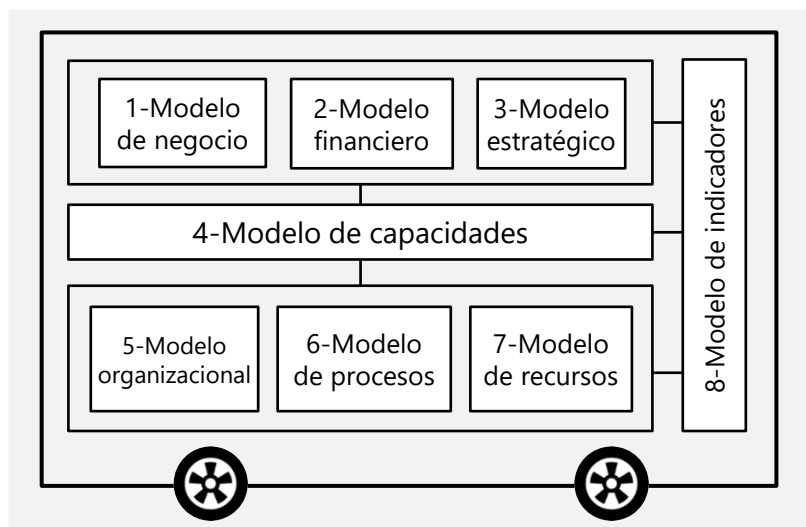 1-Modelo
de negocio
2-Modelo
financiero
3-Modelo
estratégico
4-Modelo de capacidades
5-Modelo
organizacional
6-Modelo
de procesos
7-Modelo
de recursos
8-Modelo de indicadores